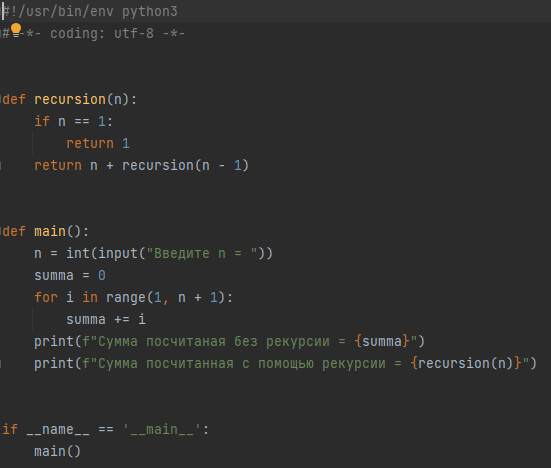 #!/usr/bin/env python3
# -*- coding: utf-8 -*-
def recursion(n):
if n == 1:
return 1
return n + recursion(n - 1)
def main():
n = int(input("Введите n = "))
summa = 0
for i in range(1, n + 1):
summa += i
print(f"Сумма посчитаная без рекурсии = {summa}")
print(f"Сумма посчитанная с помощью рекурсии = {recursion(n)}")
if __name__ == '__main__':
main()